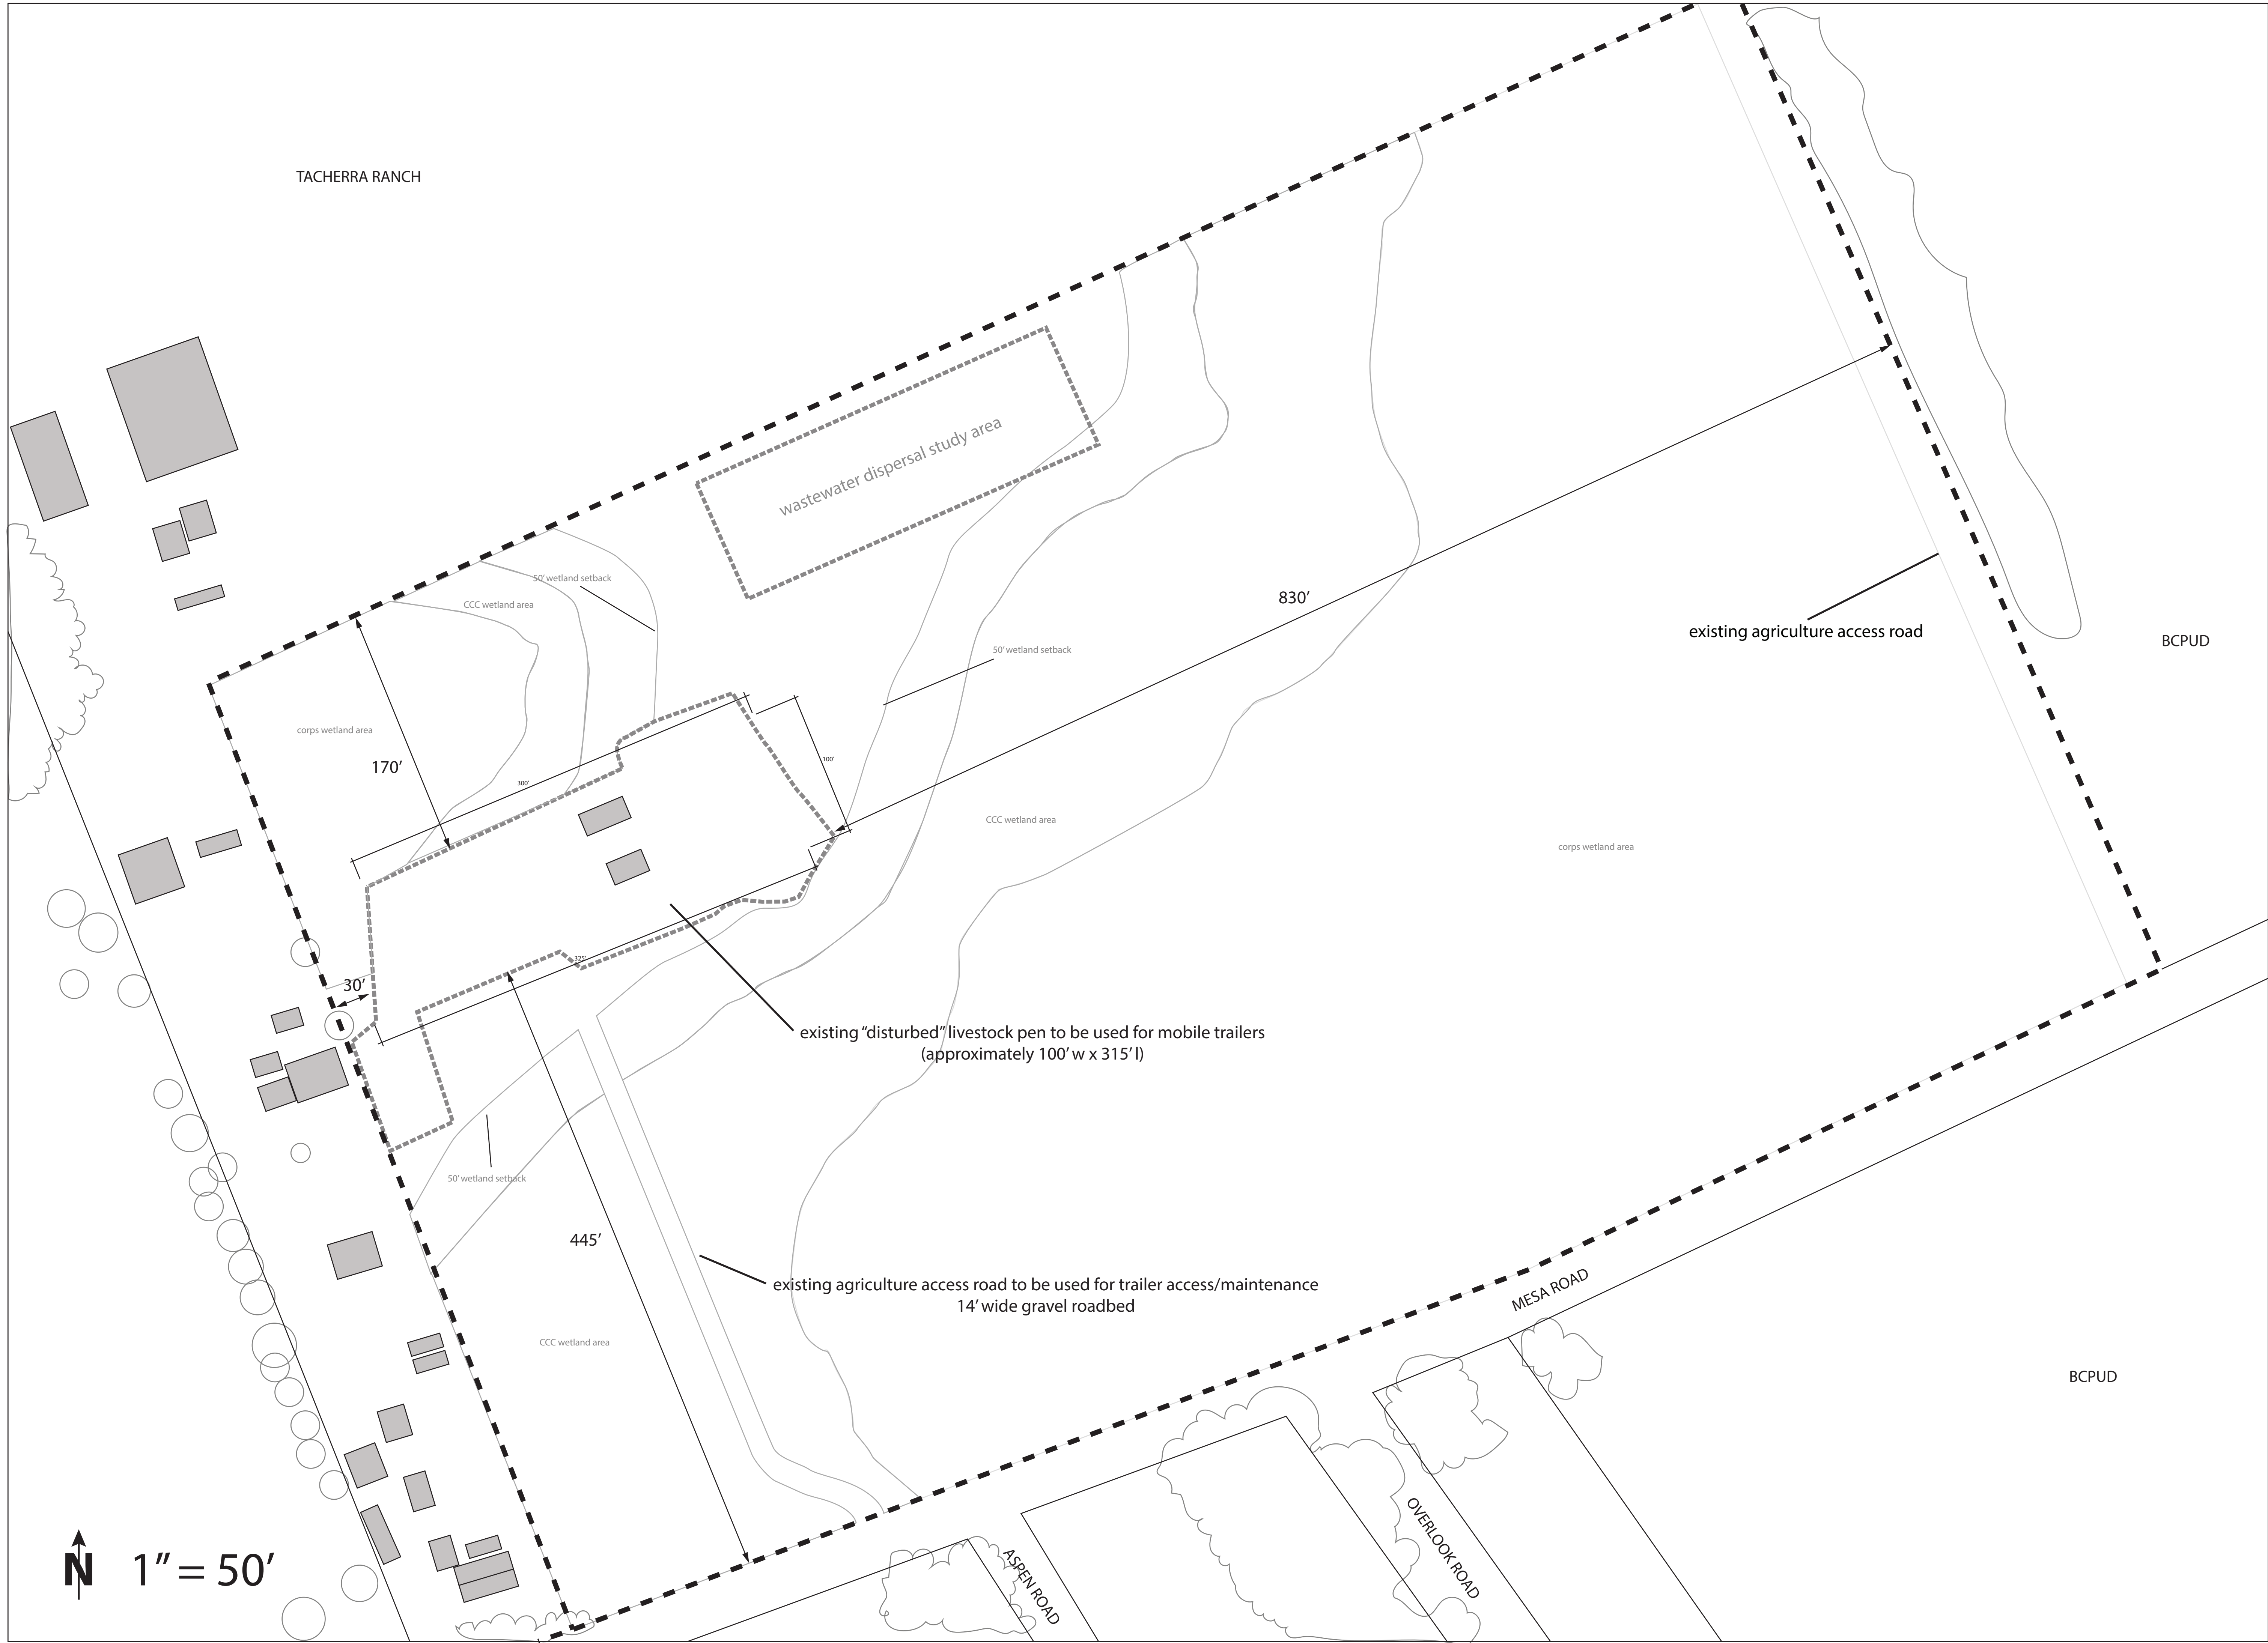 TACHERRA RANCH
wastewater dispersal study area
50’ wetland setback
CCC wetland area
830’
existing agriculture access road
BCPUD
50’ wetland setback
corps wetland area
170’
300’
100’
CCC wetland area
corps wetland area
325’
30’
existing “disturbed” livestock pen to be used for mobile trailers
(approximately 100’ w x 315’ l)
50’ wetland setback
445’
existing agriculture access road to be used for trailer access/maintenance
14’ wide gravel roadbed
MESA ROAD
CCC wetland area
BCPUD
OVERLOOK ROAD
ASPEN ROAD
N 1” = 50’